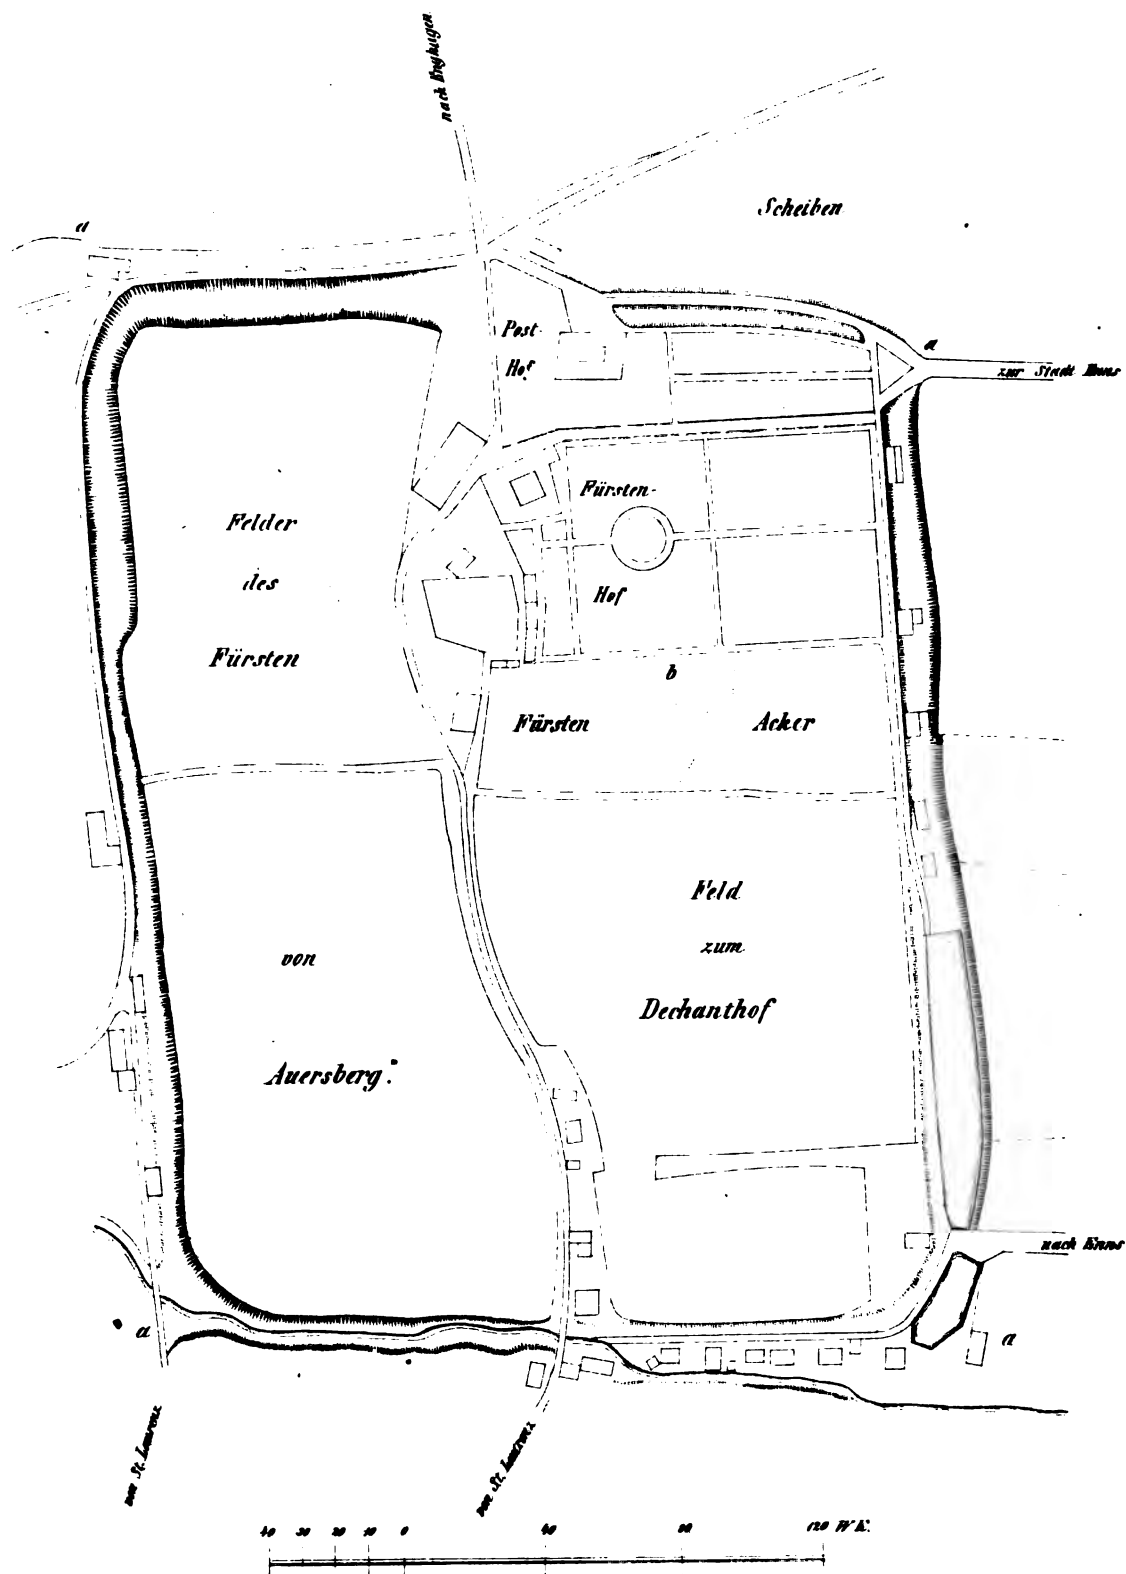 nach Enghagen
Scheiben
a
a
Post-
Hof
zur Stadt Enns
Felder
des
Fürsten
Fürsten-
Hof
b
Fürsten Acker
Feld
zum
Dechanthof
von
Auersberg.
nach Enns
a
a
von St. Laurenz
von St. Laurenz
40 30 20 10 0 40 80 120 W K.